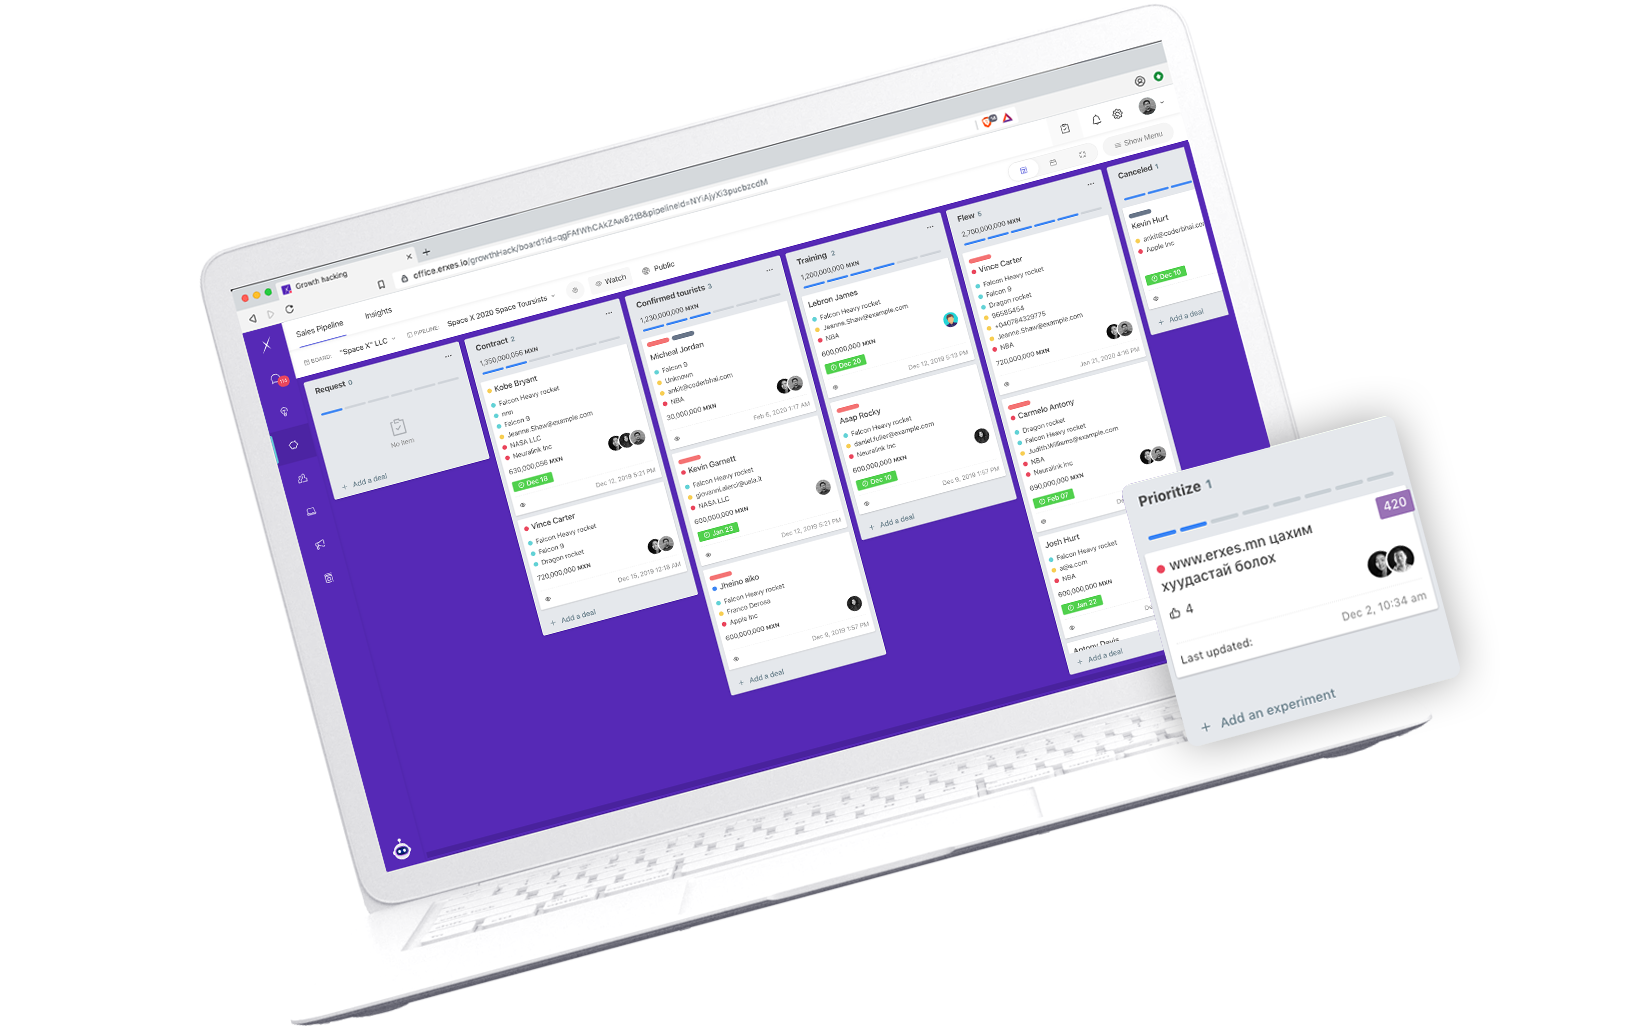 Growth hacking
office.erxes.io/growthHack/board?id=qgFAfWhCAkZAw82tB&pipelineId=NYiAjyXi3pucbzcdM
Sales Pipeline
Insights
BOARD:
"Space X" LLC
PIPELINE:
Space X 2020 Space Toursists
Watch
Public
Show Menu
114
Request 0
No Item
+ Add a deal
Contract 2
1,350,000,056 MXN
Kobe Bryant
Falcon Heavy rocket
nnn
Falcon 9
Jeanne.Shaw@example.com
NASA LLC
Neuralink Inc
630,000,056 MXN
Dec 18
Dec 12, 2019 5:21 PM
Vince Carter
Falcon Heavy rocket
Falcon 9
Dragon rocket
720,000,000 MXN
Dec 15, 2019 12:18 AM
+ Add a deal
Confirmed tourists 3
1,230,000,000 MXN
Micheal Jordan
Falcon 9
Unknown
ankit@coderbhai.com
NBA
30,000,000 MXN
Feb 6, 2020 1:17 AM
Kevin Garnett
Falcon Heavy rocket
giovanni.alerci@uela.it
NASA LLC
600,000,000 MXN
Jan 23
Dec 12, 2019 5:21 PM
Jheino aiko
Falcon Heavy rocket
Franco Derosa
Apple Inc
600,000,000 MXN
Dec 9, 2019 1:57 PM
+ Add a deal
Training 2
1,200,000,000 MXN
Lebron James
Falcon Heavy rocket
Jeanne.Shaw@example.com
NBA
600,000,000 MXN
Dec 20
Dec 12, 2019 5:13 PM
Asap Rocky
Falcon Heavy rocket
daniel.fuller@example.com
Neuralink Inc
600,000,000 MXN
Dec 10
Dec 9, 2019 1:57 PM
+ Add a deal
Flew 5
2,700,000,000 MXN
Vince Carter
Falcon Heavy rocket
Falcon 9
Dragon rocket
96585454
+040784329775
Jeanne.Shaw@example.com
NBA
720,000,000 MXN
Jan 21, 2020 4:16 PM
Carmelo Antony
Dragon rocket
Falcon Heavy rocket
Judith.Williams@example.com
NBA
Neuralink Inc
690,000,000 MXN
Feb 07
Josh Hurt
Falcon Heavy rocket
NBA
600,000,000 MXN
Jan 22
Antony Davis
+ Add a deal
Canceled 1
Kevin Hurt
ankit@coderbhai.co
Apple Inc
Dec 10
+ Add a deal
Prioritize 1
420
www.erxes.mn цахим
хуудастай болох
4
Dec 2, 10:34 am
Last updated:
+ Add an experiment